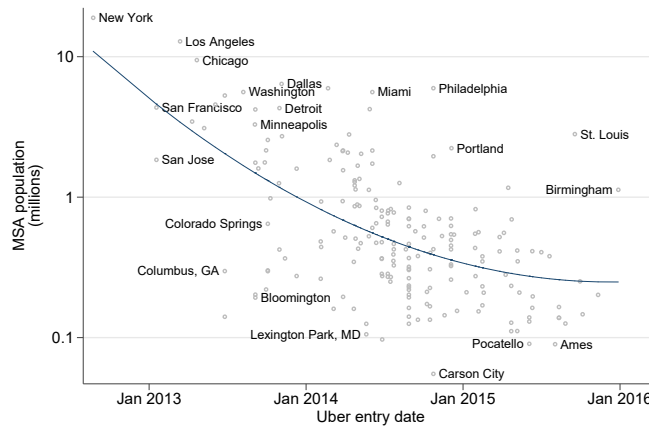 New York
Los Angeles
10
Chicago
Dallas
Washington
Miami
Philadelphia
San Francisco
Detroit
Minneapolis
St. Louis
Portland
San Jose
MSA population
(millions)
1
Birmingham
Colorado Springs
Columbus, GA
Bloomington
Lexington Park, MD
0.1
Pocatello
Ames
Carson City
Jan 2013
Jan 2014
Jan 2015
Jan 2016
Uber entry date